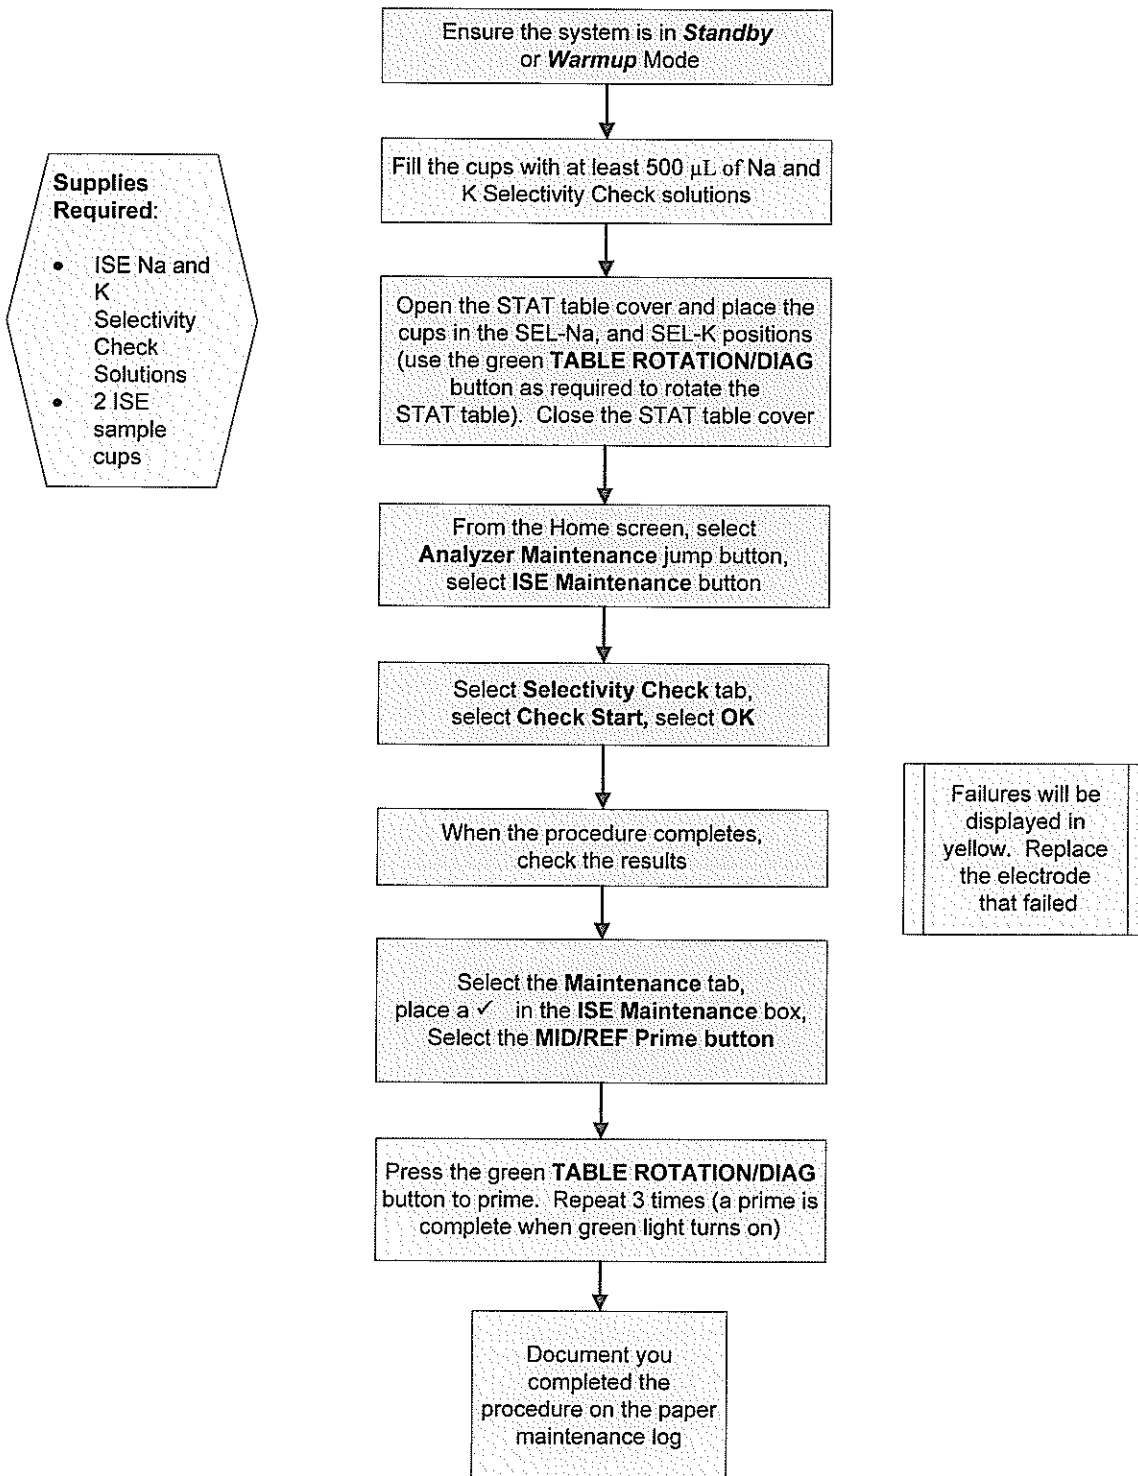 Ensure the system is in Standby
or Warmup Mode
Supplies
Required:
• ISE Na and
K
Selectivity
Check
Solutions
• 2 ISE
sample
cups
Fill the cups with at least 500 µL of Na and
K Selectivity Check solutions
Open the STAT table cover and place the
cups in the SEL-Na, and SEL-K positions
(use the green TABLE ROTATION/DIAG
button as required to rotate the
STAT table). Close the STAT table cover
From the Home screen, select
Analyzer Maintenance jump button,
select ISE Maintenance button
Select Selectivity Check tab,
select Check Start, select OK
When the procedure completes,
check the results
Failures will be
displayed in
yellow. Replace
the electrode
that failed
Select the Maintenance tab,
place a ✓ in the ISE Maintenance box,
Select the MID/REF Prime button
Press the green TABLE ROTATION/DIAG
button to prime. Repeat 3 times (a prime is
complete when green light turns on)
Document you
completed the
procedure on the paper
maintenance log